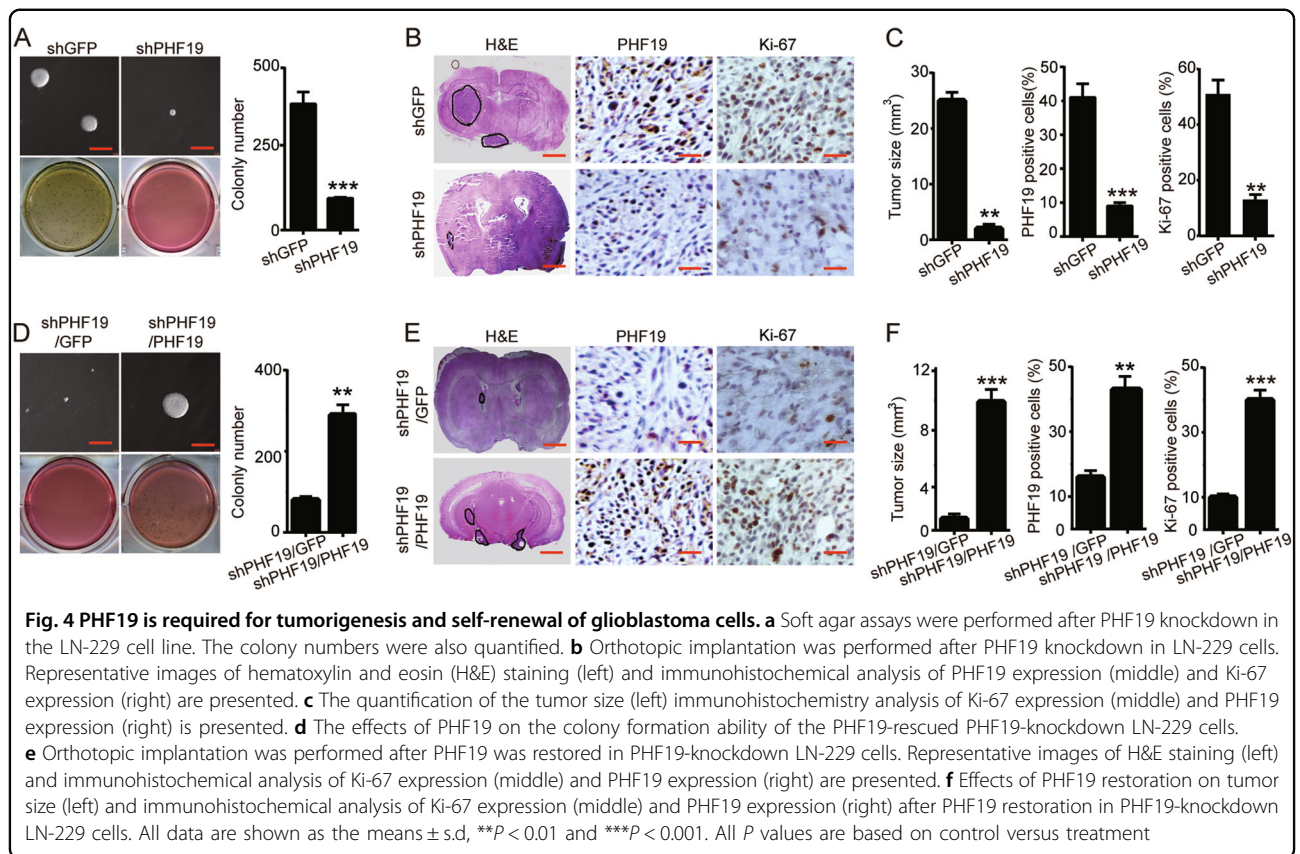 A
shGFP shPHF19
Colonly number
500
250
0
***
shGFP
shPHF19
B
H&E PHF19 Ki-67
shGFP
shPHF19
C
Tumor size (mm³)
30
20
10
0
**
shGFP
shPHF19
PHF19 positive cells(%)
50
40
30
20
10
0
***
shGFP
shPHF19
Ki-67 positive cells (%)
60
40
20
0
**
shGFP
shPHF19
D
shPHF19 shPHF19
/GFP /PHF19
Colonly number
400
200
0
**
shPHF19/GFP
shPHF19/PHF19
E
H&E PHF19 Ki-67
shPHF19
/GFP
shPHF19
/PHF19
F
Tumor size (mm³)
12
8
4
0
***
shPHF19/GFP
shPHF19/PHF19
PHF19 positive cells (%)
50
30
10
0
**
shPHF19 /GFP
shPHF19 /PHF19
Ki-67 positive cells (%)
40
20
10
0
***
shPHF19 /GFP
shPHF19/PHF19
Fig. 4 PHF19 is required for tumorigenesis and self-renewal of glioblastoma cells. a Soft agar assays were performed after PHF19 knockdown in
the LN-229 cell line. The colony numbers were also quantified. b Orthotopic implantation was performed after PHF19 knockdown in LN-229 cells.
Representative images of hematoxylin and eosin (H&E) staining (left) and immunohistochemical analysis of PHF19 expression (middle) and Ki-67
expression (right) are presented. c The quantification of the tumor size (left) immunohistochemistry analysis of Ki-67 expression (middle) and PHF19
expression (right) is presented. d The effects of PHF19 on the colony formation ability of the PHF19-rescued PHF19-knockdown LN-229 cells.
e Orthotopic implantation was performed after PHF19 was restored in PHF19-knockdown LN-229 cells. Representative images of H&E staining (left)
and immunohistochemical analysis of Ki-67 expression (middle) and PHF19 expression (right) are presented. f Effects of PHF19 restoration on tumor
size (left) and immunohistochemical analysis of Ki-67 expression (middle) and PHF19 expression (right) after PHF19 restoration in PHF19-knockdown
LN-229 cells. All data are shown as the means ± s.d, **P < 0.01 and ***P < 0.001. All P values are based on control versus treatment